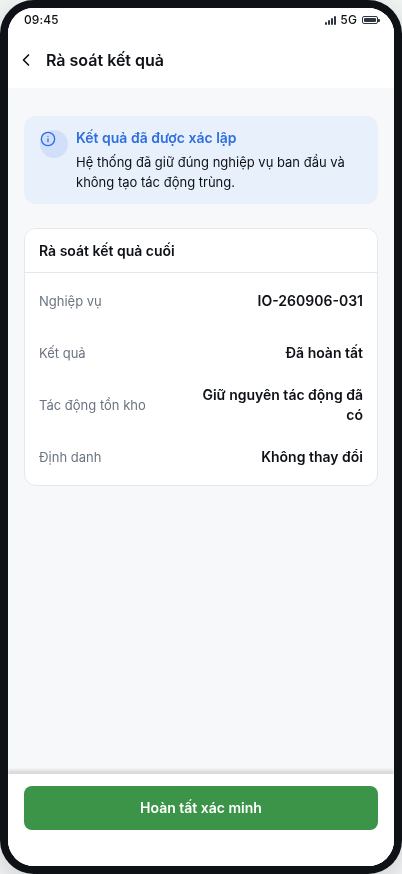 09:45 5G
Rà soát kết quả
Kết quả đã được xác lập
Hệ thống đã giữ đúng nghiệp vụ ban đầu và
không tạo tác động trùng.
Rà soát kết quả cuối
Nghiệp vụ IO-260906-031
Kết quả Đã hoàn tất
Tác động tồn kho Giữ nguyên tác động đã
có
Định danh Không thay đổi
Hoàn tất xác minh